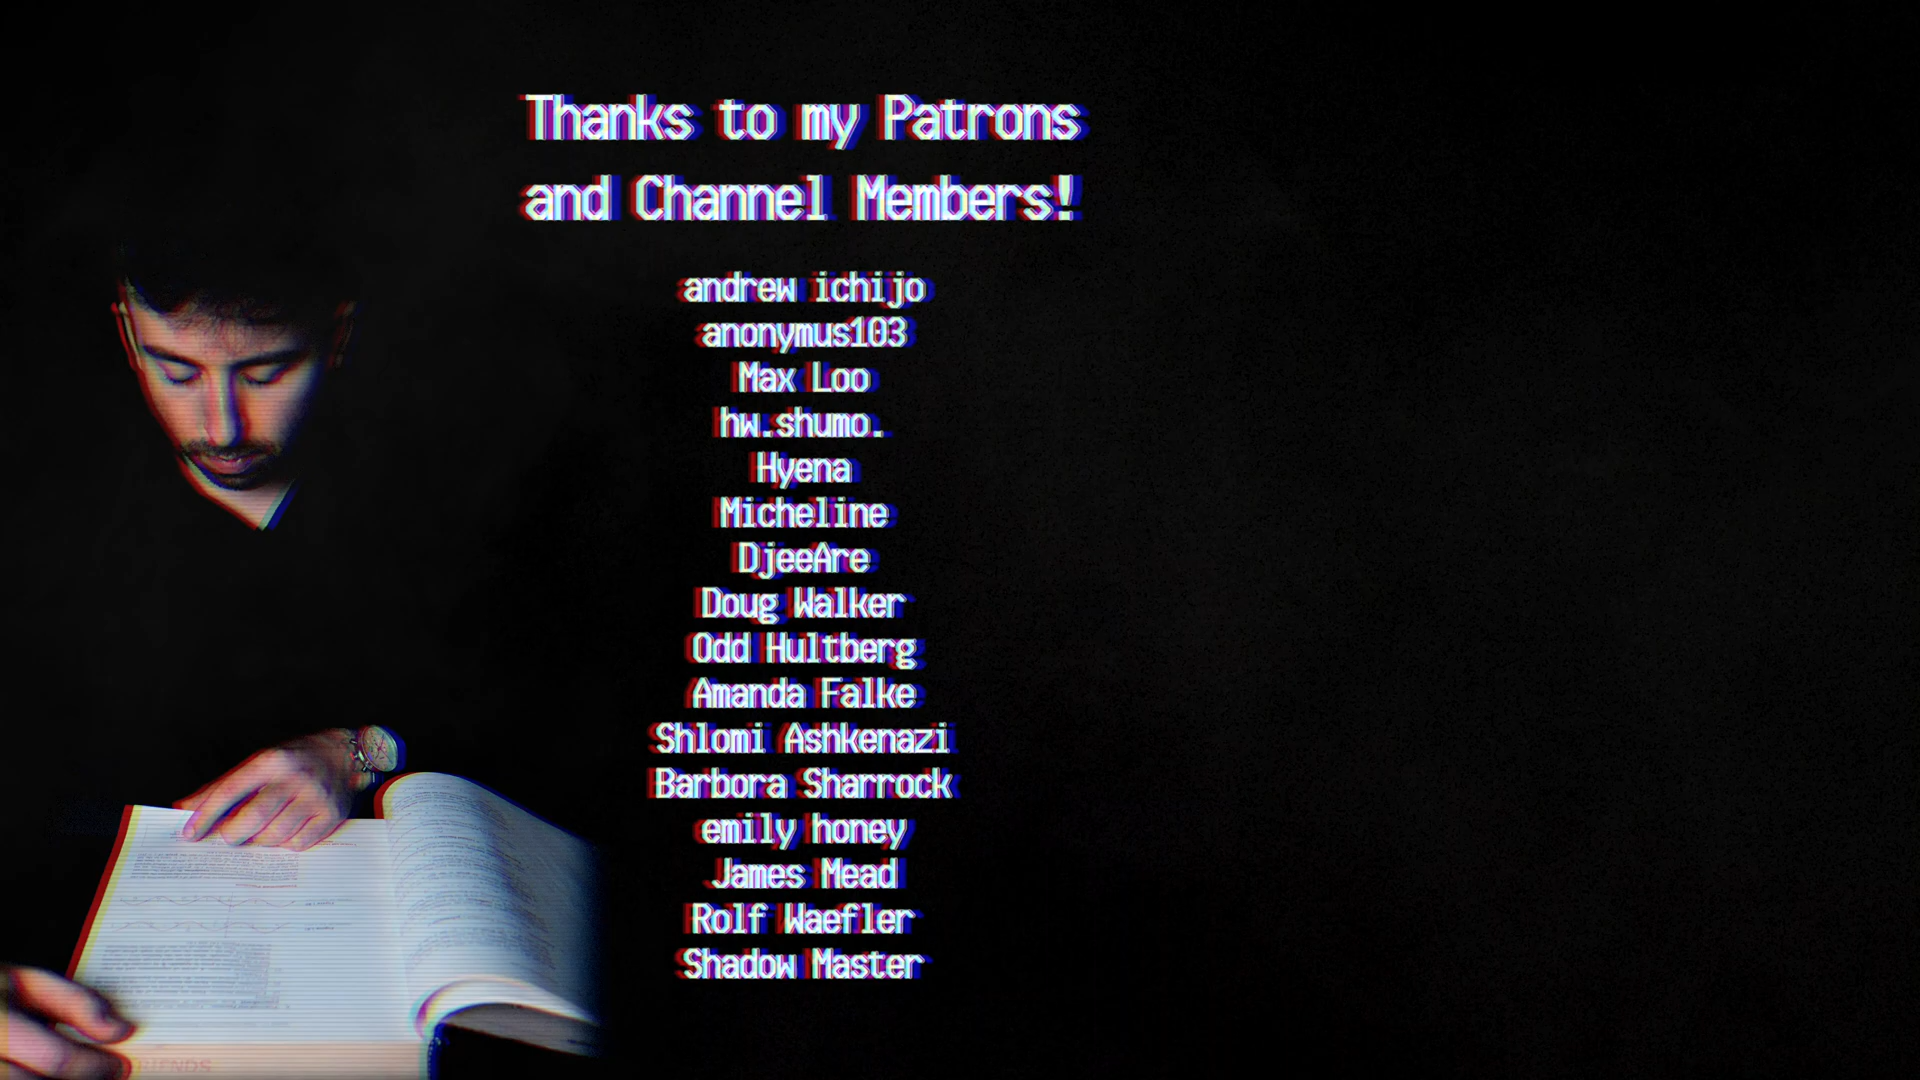 Thanks to my Patrons
and Channel Members!
andrew ichijo
anonymus103
Max Loo
hw.shumo.
Hyena
Micheline
DjeeAre
Doug Walker
Odd Hultberg
Amanda Falke
Shlomi Ashkenazi
Barbora Sharrock
emily honey
James Mead
Rolf Waefler
Shadow Master